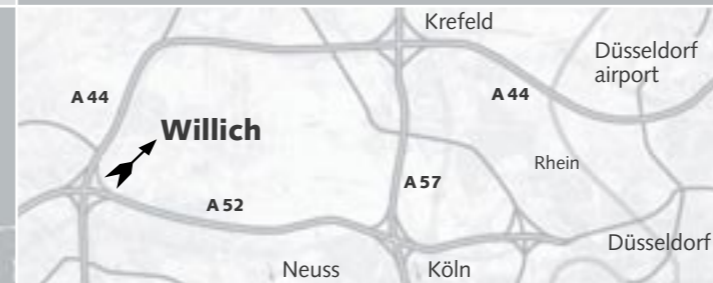 Krefeld
Düsseldorf
airport
A 44
A 44
Willich
Rhein
A 57
A 52
Düsseldorf
Neuss
Köln